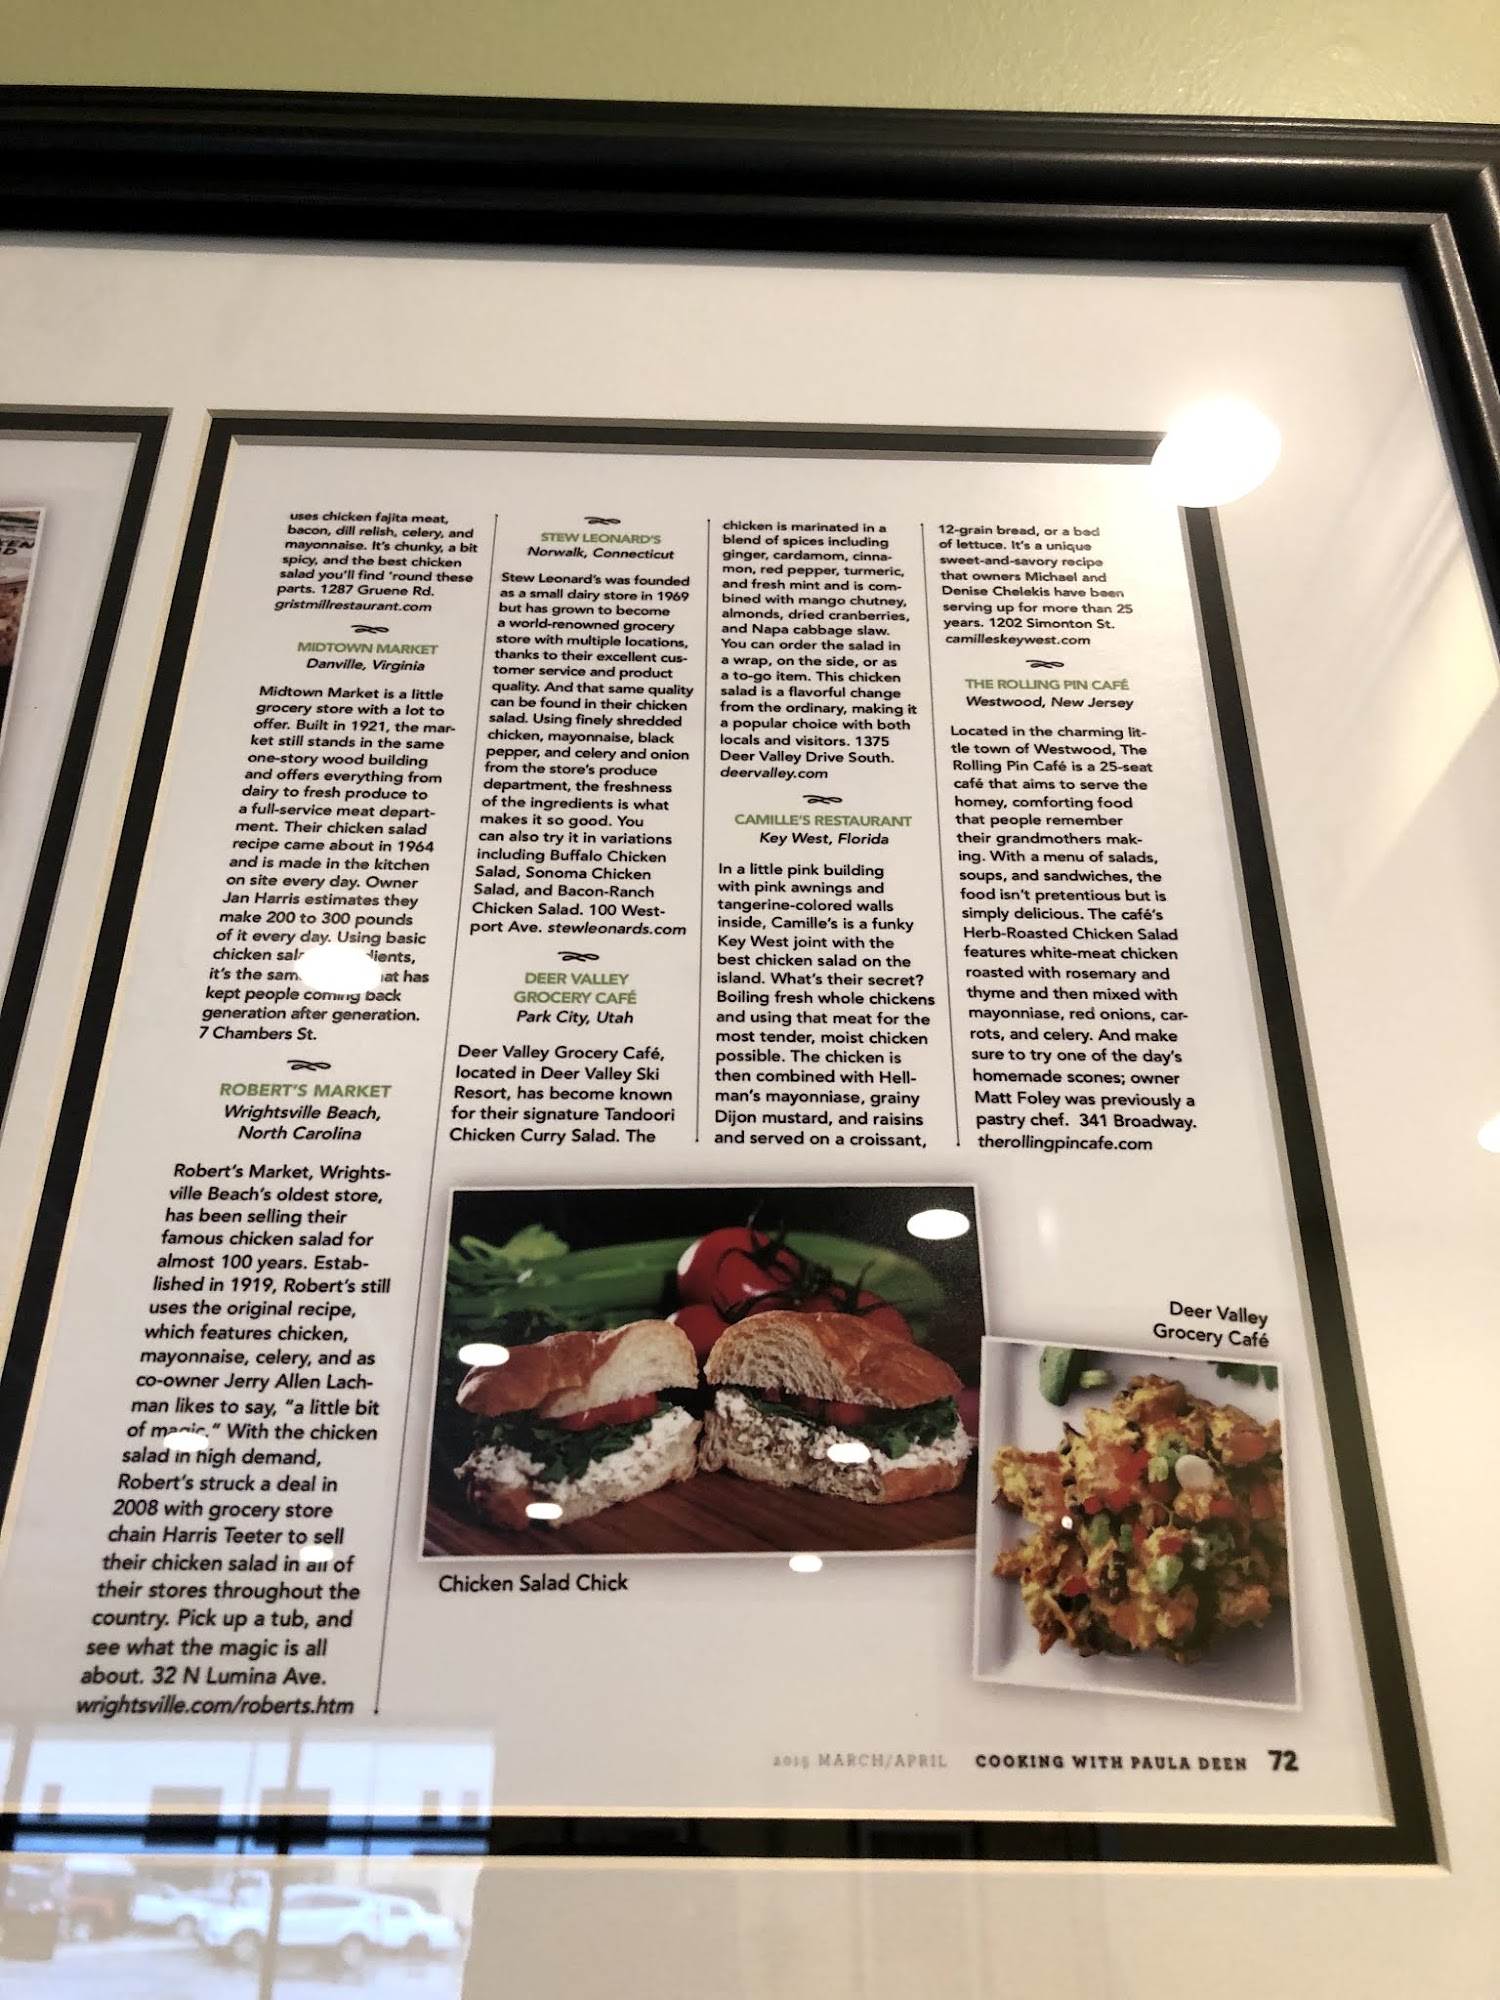 uses chicken fajita meat,
bacon, dill relish, celery, and
mayonnaise. It's chunky, a bit
spicy, and the best chicken
salad you'll find 'round these
parts. 1287 Gruene Rd.
gristmillrestaurant.com
MIDTOWN MARKET
Danville, Virginia
Midtown Market is a little
grocery store with a lot to
offer. Built in 1921, the mar-
ket still stands in the same
one-story wood building
and offers everything from
dairy to fresh produce to
a full-service meat depart-
ment. Their chicken salad
recipe came about in 1964
and is made in the kitchen
on site every day. Owner
Jan Harris estimates they
make 200 to 300 pounds
of it every day. Using basic
chicken
it's the has
kept people coming back
generation after generation.
7 Chambers St.
ROBERT'S MARKET
Wrightsville Beach,
North Carolina
Robert's Market, Wrights-
ville Beach's oldest store,
has been selling their
famous chicken salad for
almost 100 years. Estab-
lished in 1919, Robert's still
uses the original recipe,
which features chicken,
mayonnaise, celery, and as
co-owner Jerry Allen Lach-
man likes to say, "a little bit
of magic." With the chicken
salad in high demand,
Robert's struck a deal in
2008 with grocery store
chain Harris Teeter to sell
their chicken salad in all of
their stores throughout the
country. Pick up a tub, and
see what the magic is all
about. 32 N Lumina Ave.
wrightsville.com/roberts.htm
STEW LEONARD'S
Norwalk, Connecticut
Stew Leonard's was founded
as a small dairy store in 1969
but has grown to become
a world-renowned grocery
store with multiple locations,
thanks to their excellent cus-
tomer service and product
quality. And that same quality
can be found in their chicken
salad. Using finely shredded
chicken, mayonnaise, black
pepper, and celery and onion
from the store's produce
department, the freshness
of the ingredients is what
makes it so good. You
can also try it in variations
including Buffalo Chicken
Salad, Sonoma Chicken
Salad, and Bacon-Ranch
Chicken Salad. 100 West-
port Ave. stewleonards.com
DEER VALLEY
GROCERY CAFÉ
Park City, Utah
Deer Valley Grocery Café,
located in Deer Valley Ski
Resort, has become known
for their signature Tandoori
Chicken Curry Salad. The
chicken is marinated in a
blend of spices including
ginger, cardamom, cinna-
mon, red pepper, turmeric,
and fresh mint and is com-
bined with mango chutney,
almonds, dried cranberries,
and Napa cabbage slaw.
You can order the salad in
a wrap, on the side, or as
a to-go item. This chicken
salad is a flavorful change
from the ordinary, making it
a popular choice with both
locals and visitors. 1375
Deer Valley Drive South.
deervalley.com
CAMILLE'S RESTAURANT
Key West, Florida
In a little pink building
with pink awnings and
tangerine-colored walls
inside, Camille's is a funky
Key West joint with the
best chicken salad on the
island. What's their secret?
Boiling fresh whole chickens
and using that meat for the
most tender, moist chicken
possible. The chicken is
then combined with Hell-
man's mayonniase, grainy
Dijon mustard, and raisins
and served on a croissant,
12-grain bread, or a bed
of lettuce. It's a unique
sweet-and-savory recipe
that owners Michael and
Denise Chelekis have been
serving up for more than 25
years. 1202 Simonton St.
camilleskeywest.com
THE ROLLING PIN CAFÉ
Westwood, New Jersey
Located in the charming lit-
tle town of Westwood, The
Rolling Pin Café is a 25-seat
café that aims to serve the
homey, comforting food
that people remember
their grandmothers mak-
ing. With a menu of salads,
soups, and sandwiches, the
food isn't pretentious but is
simply delicious. The café's
Herb-Roasted Chicken Salad
features white-meat chicken
roasted with rosemary and
thyme and then mixed with
mayonniase, red onions, car-
rots, and celery. And make
sure to try one of the day's
homemade scones; owner
Matt Foley was previously a
pastry chef. 341 Broadway.
therollingpincafe.com
Deer Valley
Grocery Café
Chicken Salad Chick
2015 MARCH/APRIL COOKING WITH PAULA DEEN 72